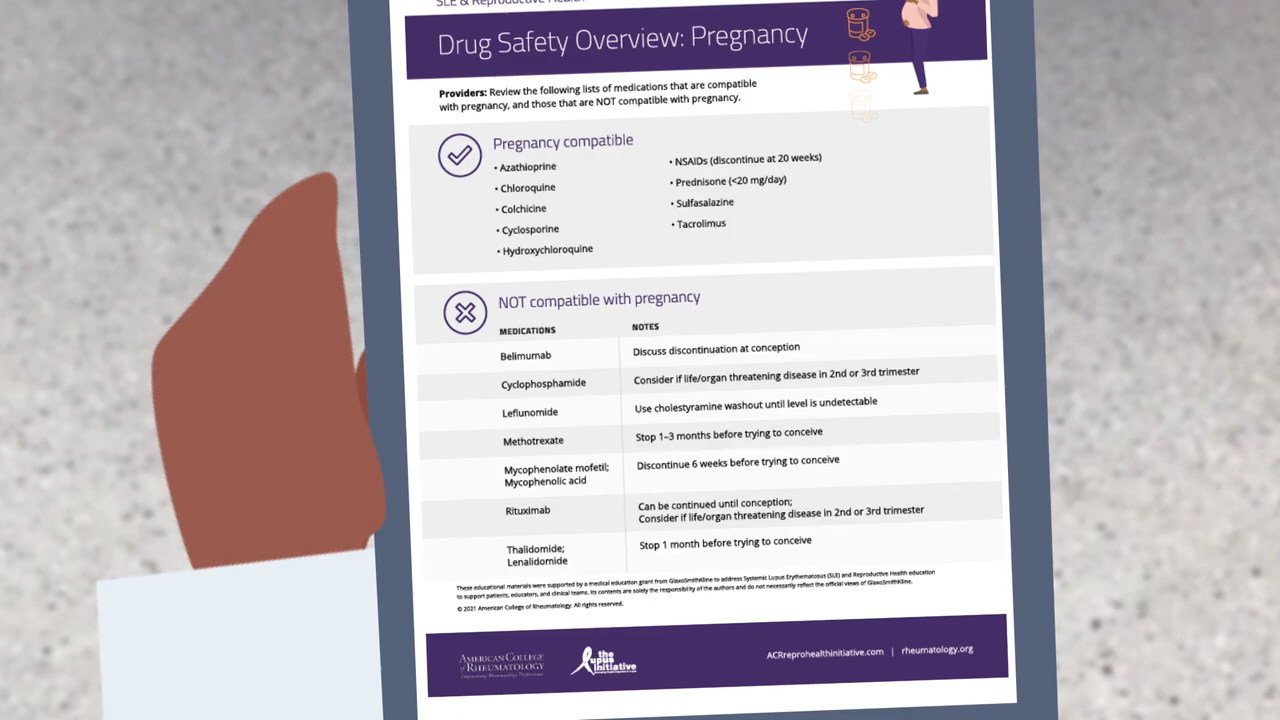 SLE & Reproductive Health
Drug Safety Overview: Pregnancy
Providers: Review the following lists of medications that are compatible
with pregnancy, and those that are NOT compatible with pregnancy.
Pregnancy compatible
• Azathioprine
• Chloroquine
• Colchicine
• Cyclosporine
• Hydroxychloroquine
• NSAIDs (discontinue at 20 weeks)
• Prednisone (<20 mg/day)
• Sulfasalazine
• Tacrolimus
NOT compatible with pregnancy
MEDICATIONS NOTES
Belimumab Discuss discontinuation at conception
Cyclophosphamide Consider if life/organ threatening disease in 2nd or 3rd trimester
Leflunomide Use cholestyramine washout until level is undetectable
Methotrexate Stop 1–3 months before trying to conceive
Mycophenolate mofetil; Discontinue 6 weeks before trying to conceive
Mycophenolic acid
Rituximab Can be continued until conception;
Consider if life/organ threatening disease in 2nd or 3rd trimester
Thalidomide; Stop 1 month before trying to conceive
Lenalidomide
These educational materials were supported by a medical education grant from GlaxoSmithKline to address Systemic Lupus Erythematosus (SLE) and Reproductive Health education
to support patients, educators, and clinical teams. Its contents are solely the responsibility of the authors and do not necessarily reflect the official views of GlaxoSmithKline.
© 2021 American College of Rheumatology. All rights reserved.
AMERICAN COLLEGE
of RHEUMATOLOGY
Empowering Rheumatology Professionals
the
lupus
initiative
ACRreprohealthinitiative.com | rheumatology.org